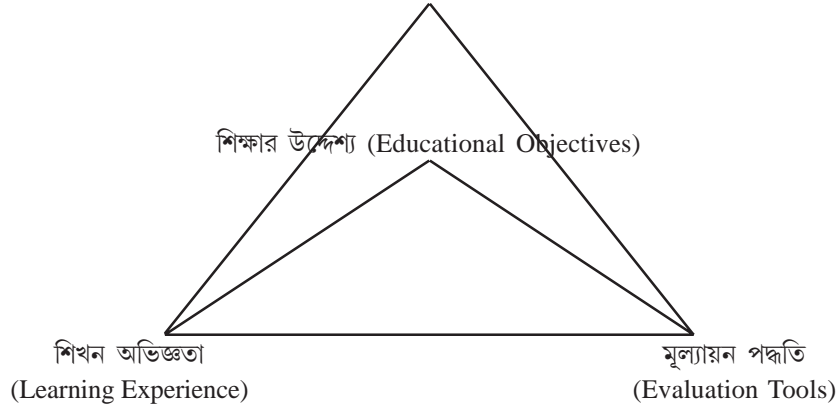 শিক্ষার উদ্দেশ্য (Educational Objectives)
শিখন অভিজ্ঞতা
(Learning Experience)
মূল্যায়ন পদ্ধতি
(Evaluation Tools)